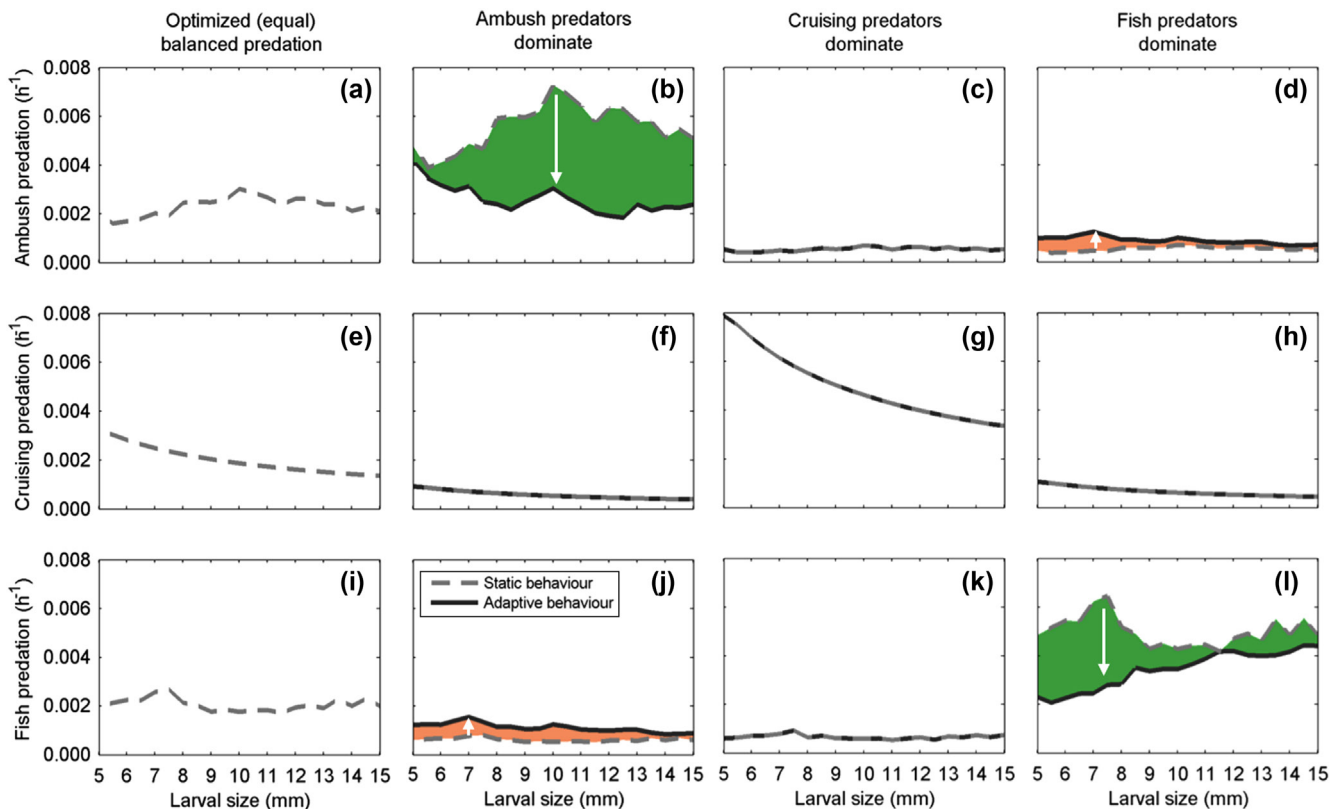 Optimized (equal)
balanced predation
Ambush predators
dominate
Cruising predators
dominate
Fish predators
dominate
Ambush predation (h⁻¹)
0.008
0.006
0.004
0.002
0.000
(a)
(b)
(c)
(d)
Cruising predation (h⁻¹)
0.008
0.006
0.004
0.002
0.000
(e)
(f)
(g)
(h)
Fish predation (h⁻¹)
0.008
0.006
0.004
0.002
0.000
(i)
(j)
Static behaviour
Adaptive behaviour
(k)
(l)
5 6 7 8 9 10 11 12 13 14 15
5 6 7 8 9 10 11 12 13 14 15
5 6 7 8 9 10 11 12 13 14 15
5 6 7 8 9 10 11 12 13 14 15
Larval size (mm)
Larval size (mm)
Larval size (mm)
Larval size (mm)